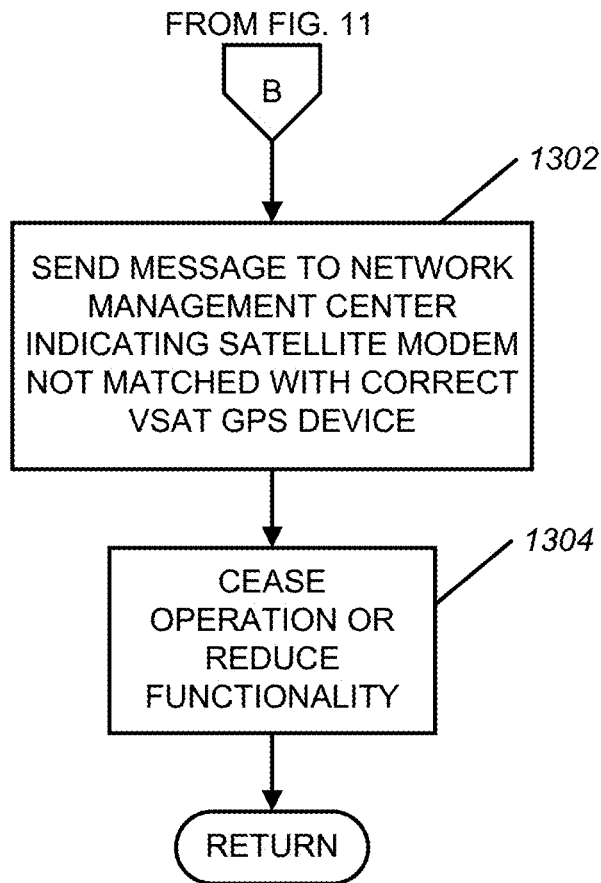 FROM FIG. 11
B
1302
SEND MESSAGE TO NETWORK
MANAGEMENT CENTER
INDICATING SATELLITE MODEM
NOT MATCHED WITH CORRECT
VSAT GPS DEVICE
1304
CEASE
OPERATION OR
REDUCE
FUNCTIONALITY
RETURN